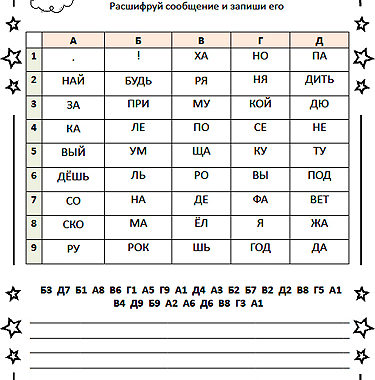 Расшифруй сообщение и запиши его
А Б В Г Д
1 . ! ХА НО ПА
2 НАЙ БУДЬ РЯ НЯ ДИТЬ
3 ЗА ПРИ МУ КОЙ ДЮ
4 КА ЛЕ ПО СЕ НЕ
5 ВЫЙ УМ ЩА КУ ТУ
6 ДЁШЬ ЛЬ РО ВЫ ПОД
7 СО НА ДЕ ФА ВЕТ
8 СКО МА ЁЛ Я ЖА
9 РУ РОК ШЬ ГОД ДА
Б3 Д7 Б1 А8 В6 Г1 А5 Г9 А1 Д4 А3 Б2 Б7 В2 Д2 В8 Г5 А1
В4 Д9 Б9 А2 А6 Д6 В8 Г3 А1